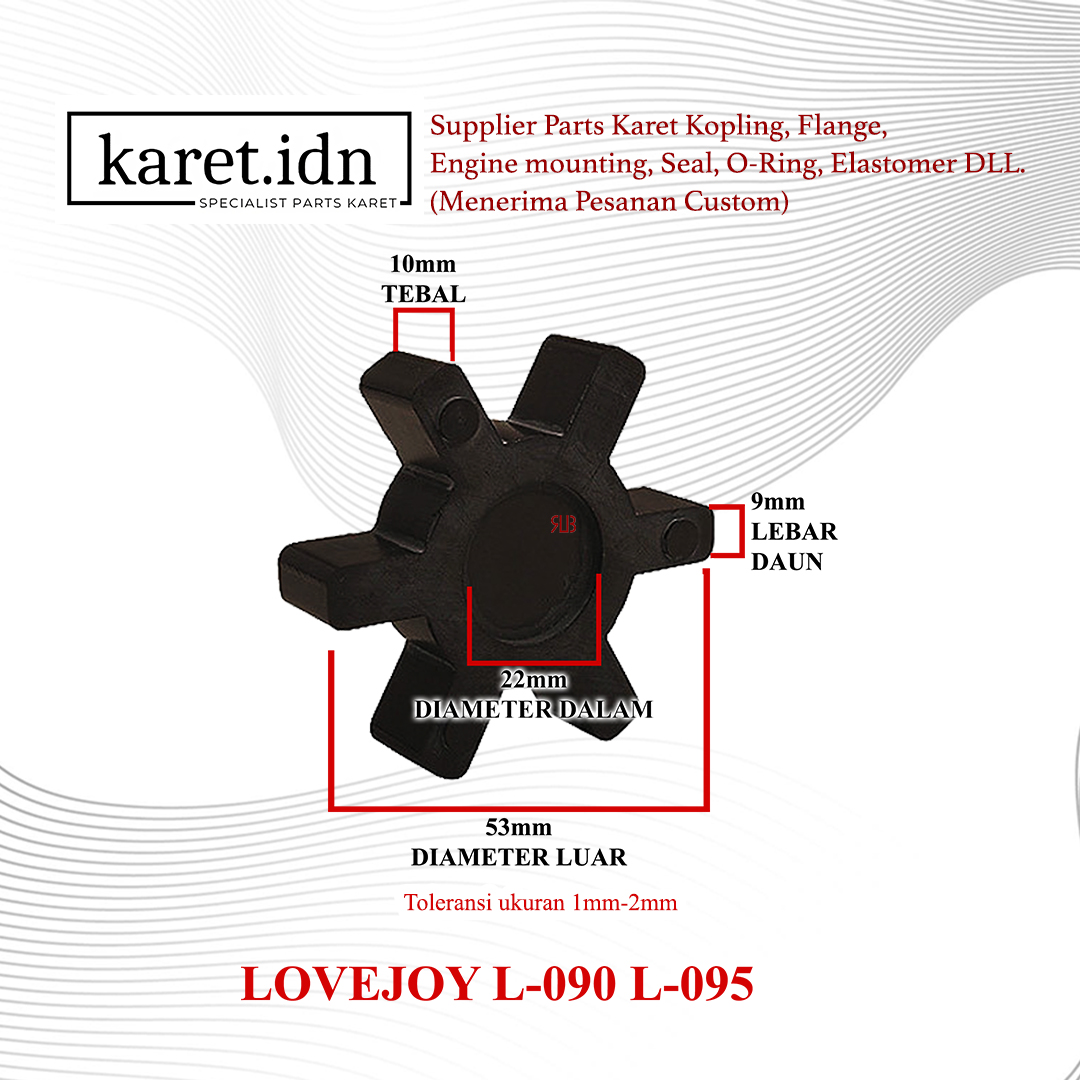 karet.idn
SPECIALIST PARTS KARET
Supplier Parts Karet Kopling, Flange,
Engine mounting, Seal, O-Ring, Elastomer DLL.
(Menerima Pesanan Custom)
10mm
TEBAL
9mm
LEBAR
DAUN
22mm
DIAMETER DALAM
53mm
DIAMETER LUAR
Toleransi ukuran 1mm-2mm
LOVEJOY L-090 L-095